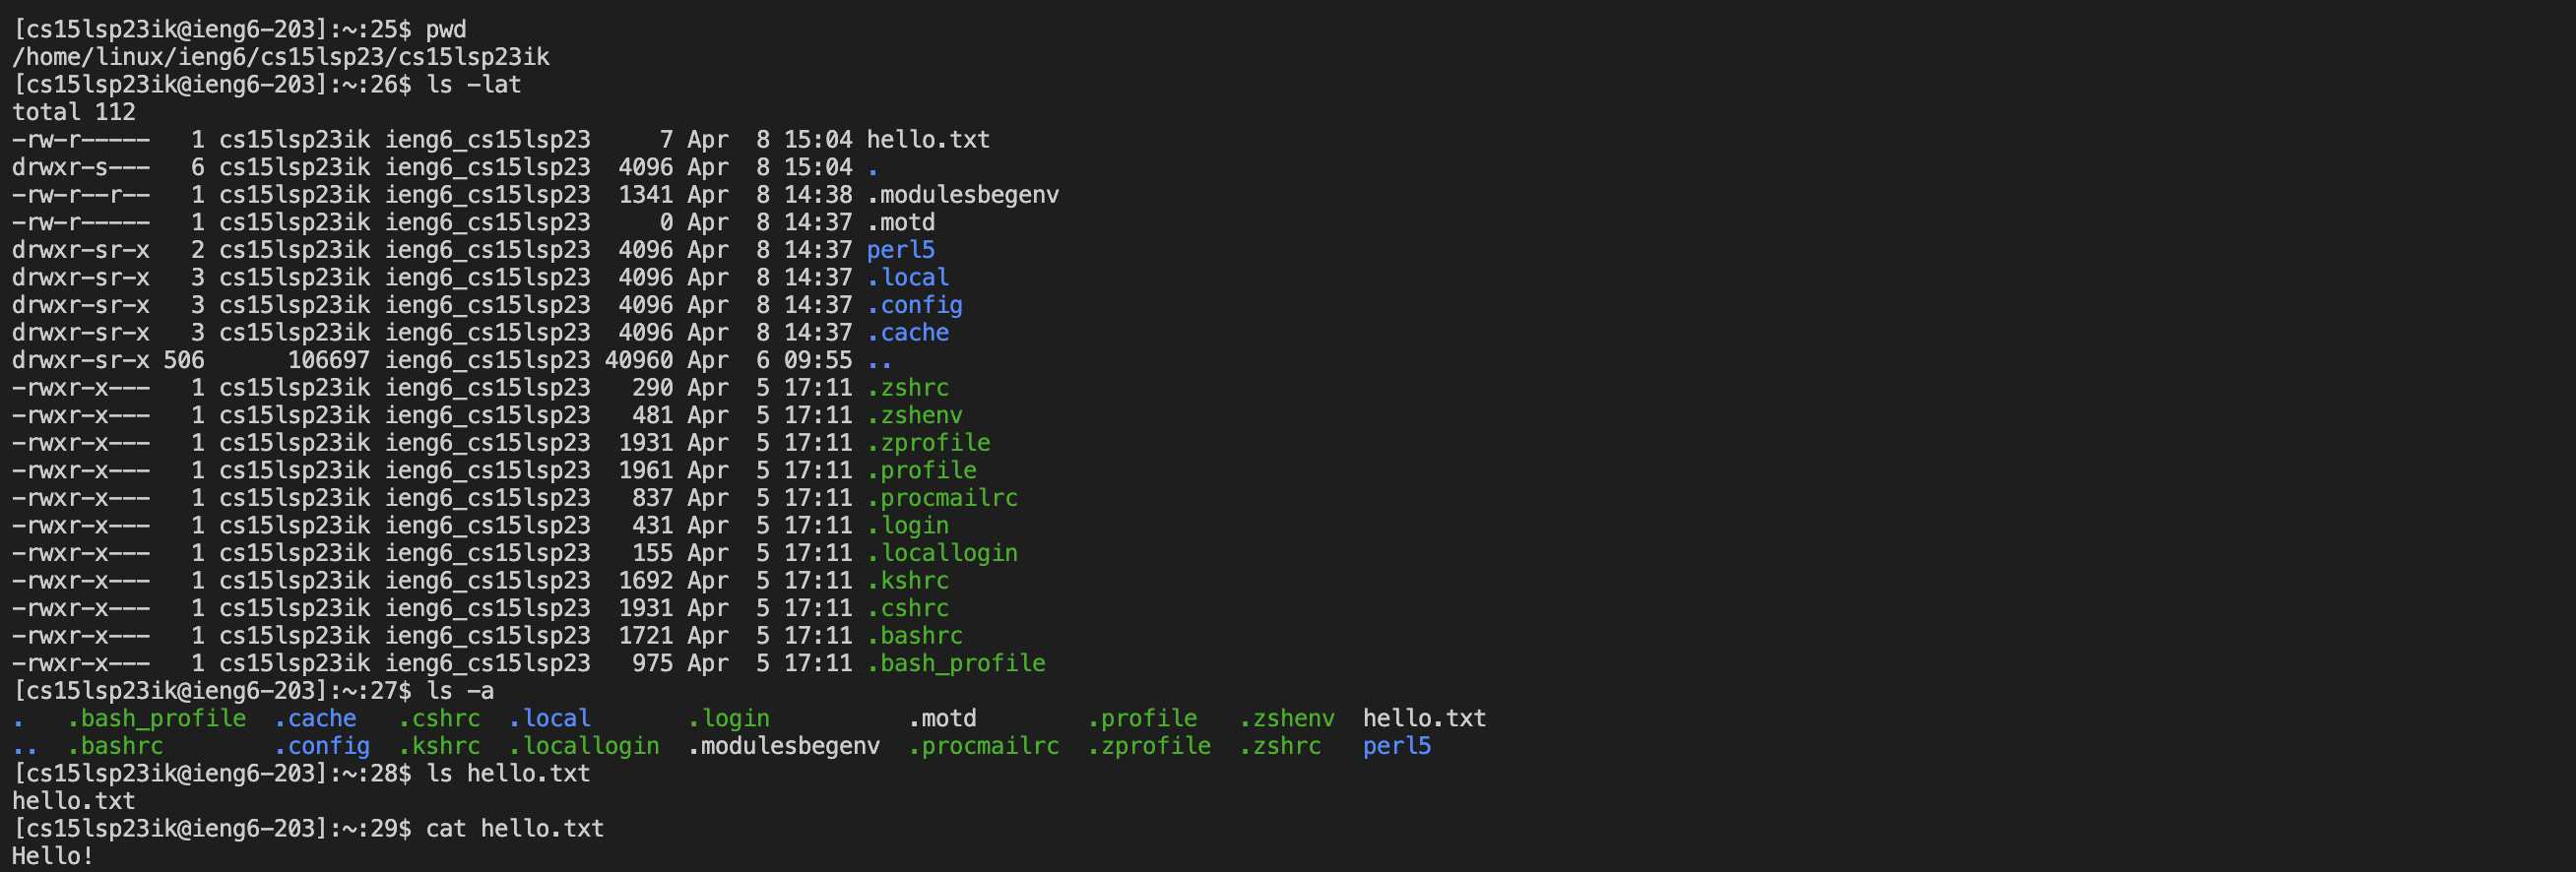 [cs15lsp23ik@ieng6-203]:~:25$ pwd
/home/linux/ieng6/cs15lsp23/cs15lsp23ik
[cs15lsp23ik@ieng6-203]:~:26$ ls -lat
total 112
-rw-r-----   1 cs15lsp23ik ieng6_cs15lsp23     7 Apr  8 15:04 hello.txt
drwxr-s---   6 cs15lsp23ik ieng6_cs15lsp23  4096 Apr  8 15:04 .
-rw-r--r--   1 cs15lsp23ik ieng6_cs15lsp23  1341 Apr  8 14:38 .modulesbegenv
-rw-r-----   1 cs15lsp23ik ieng6_cs15lsp23     0 Apr  8 14:37 .motd
drwxr-sr-x   2 cs15lsp23ik ieng6_cs15lsp23  4096 Apr  8 14:37 perl5
drwxr-sr-x   3 cs15lsp23ik ieng6_cs15lsp23  4096 Apr  8 14:37 .local
drwxr-sr-x   3 cs15lsp23ik ieng6_cs15lsp23  4096 Apr  8 14:37 .config
drwxr-sr-x   3 cs15lsp23ik ieng6_cs15lsp23  4096 Apr  8 14:37 .cache
drwxr-sr-x 506      106697 ieng6_cs15lsp23 40960 Apr  6 09:55 ..
-rwxr-x---   1 cs15lsp23ik ieng6_cs15lsp23   290 Apr  5 17:11 .zshrc
-rwxr-x---   1 cs15lsp23ik ieng6_cs15lsp23   481 Apr  5 17:11 .zshenv
-rwxr-x---   1 cs15lsp23ik ieng6_cs15lsp23  1931 Apr  5 17:11 .zprofile
-rwxr-x---   1 cs15lsp23ik ieng6_cs15lsp23  1961 Apr  5 17:11 .profile
-rwxr-x---   1 cs15lsp23ik ieng6_cs15lsp23   837 Apr  5 17:11 .procmailrc
-rwxr-x---   1 cs15lsp23ik ieng6_cs15lsp23   431 Apr  5 17:11 .login
-rwxr-x---   1 cs15lsp23ik ieng6_cs15lsp23   155 Apr  5 17:11 .locallogin
-rwxr-x---   1 cs15lsp23ik ieng6_cs15lsp23  1692 Apr  5 17:11 .kshrc
-rwxr-x---   1 cs15lsp23ik ieng6_cs15lsp23  1931 Apr  5 17:11 .cshrc
-rwxr-x---   1 cs15lsp23ik ieng6_cs15lsp23  1721 Apr  5 17:11 .bashrc
-rwxr-x---   1 cs15lsp23ik ieng6_cs15lsp23   975 Apr  5 17:11 .bash_profile
[cs15lsp23ik@ieng6-203]:~:27$ ls -a
.   .bash_profile  .cache   .cshrc  .local       .login          .motd        .profile   .zshenv  hello.txt
..  .bashrc        .config  .kshrc  .locallogin  .modulesbegenv  .procmailrc  .zprofile  .zshrc   perl5
[cs15lsp23ik@ieng6-203]:~:28$ ls hello.txt
hello.txt
[cs15lsp23ik@ieng6-203]:~:29$ cat hello.txt
Hello!